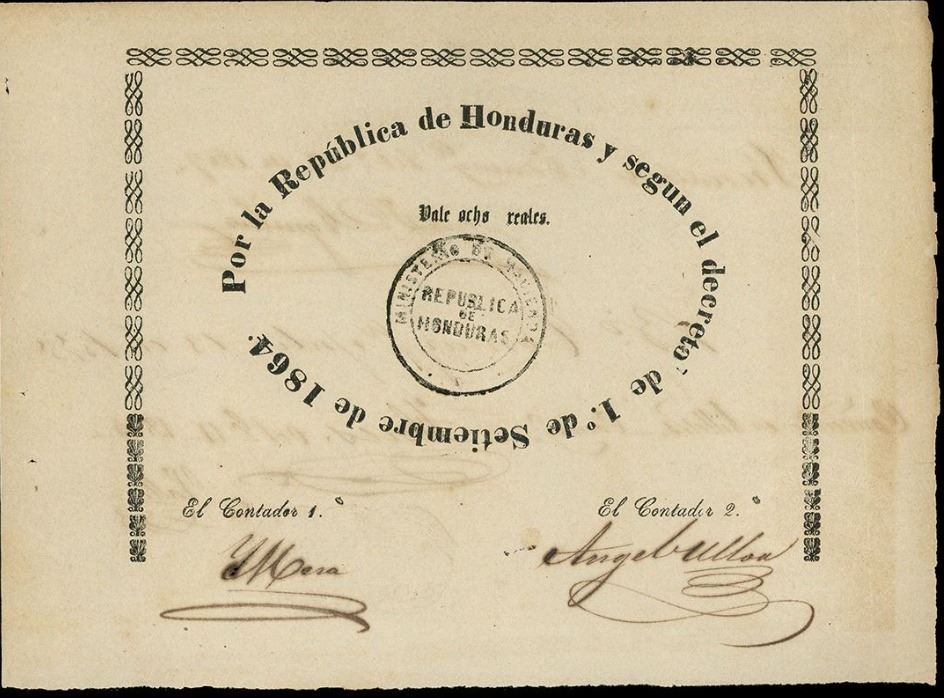 Por la República de Honduras y segun el decreto de 1.º de Setiembre de 1864.
Vale ocho reales.
MINISTERIO DE HACIENDA
REPUBLICA
DE
HONDURAS
El Contador 1.º
El Contador 2.º
Angel Ulloa